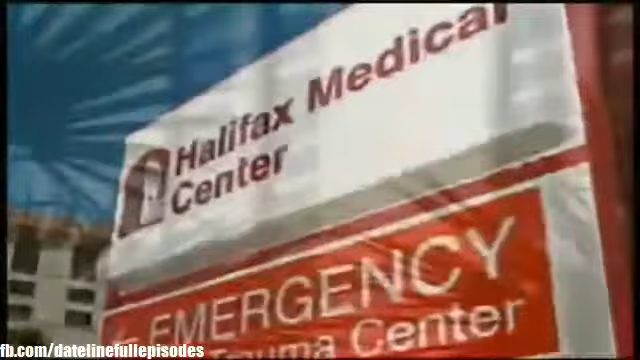 Halifax Medical
Center
EMERGENCY
Trauma Center
fb.com/datelinefullepisodes